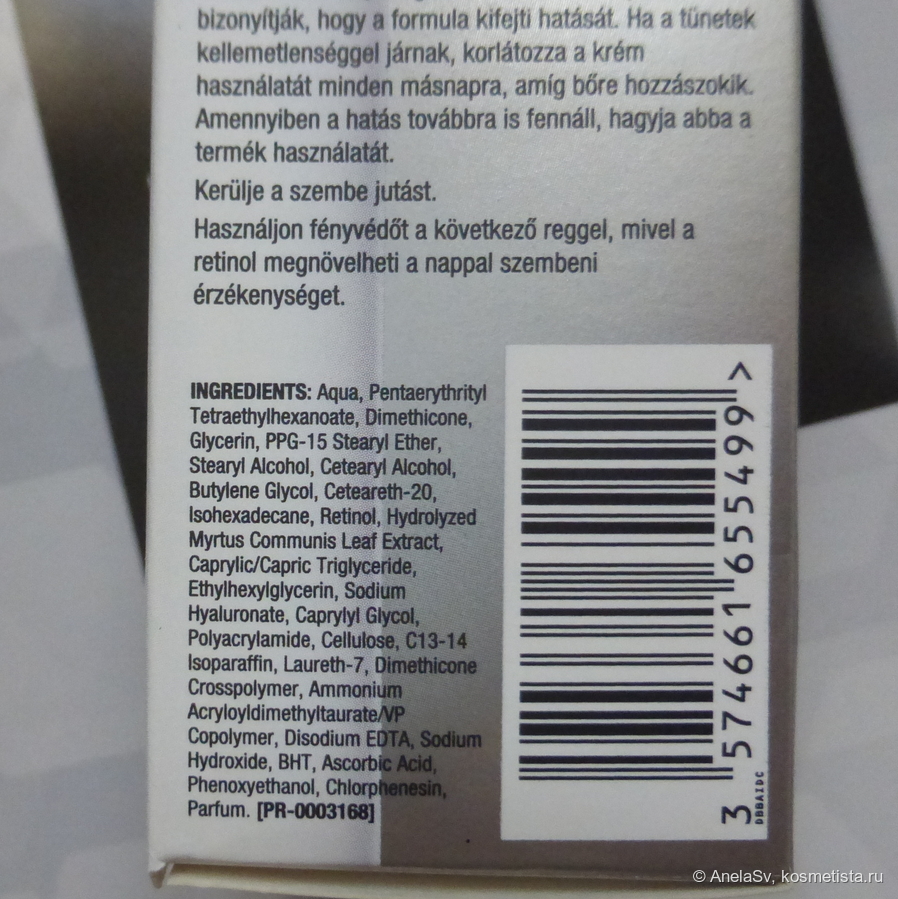 bizonyítják, hogy a formula kifejti hatását. Ha a tünetek
kellemetlenséggel járnak, korlátozza a krém
használatát minden másnapra, amíg bőre hozzászokik.
Amennyiben a hatás továbbra is fennáll, hagyja abba a
termék használatát.
Kerülje a szembe jutást.
Használjon fényvédőt a következő reggel, mivel a
retinol megnövelheti a nappal szembeni
érzékenységet.
INGREDIENTS: Aqua, Pentaerythrityl
Tetraethylhexanoate, Dimethicone,
Glycerin, PPG-15 Stearyl Ether,
Stearyl Alcohol, Cetearyl Alcohol,
Butylene Glycol, Ceteareth-20,
Isohexadecane, Retinol, Hydrolyzed
Myrtus Communis Leaf Extract,
Caprylic/Capric Triglyceride,
Ethylhexylglycerin, Sodium
Hyaluronate, Caprylyl Glycol,
Polyacrylamide, Cellulose, C13-14
Isoparaffin, Laureth-7, Dimethicone
Crosspolymer, Ammonium
Acryloyldimethyltaurate/VP
Copolymer, Disodium EDTA, Sodium
Hydroxide, BHT, Ascorbic Acid,
Phenoxyethanol, Chlorphenesin,
Parfum. [PR-0003168]
3 574661 655499 >
DBBAIDC
© AnelaSv, kosmetista.ru